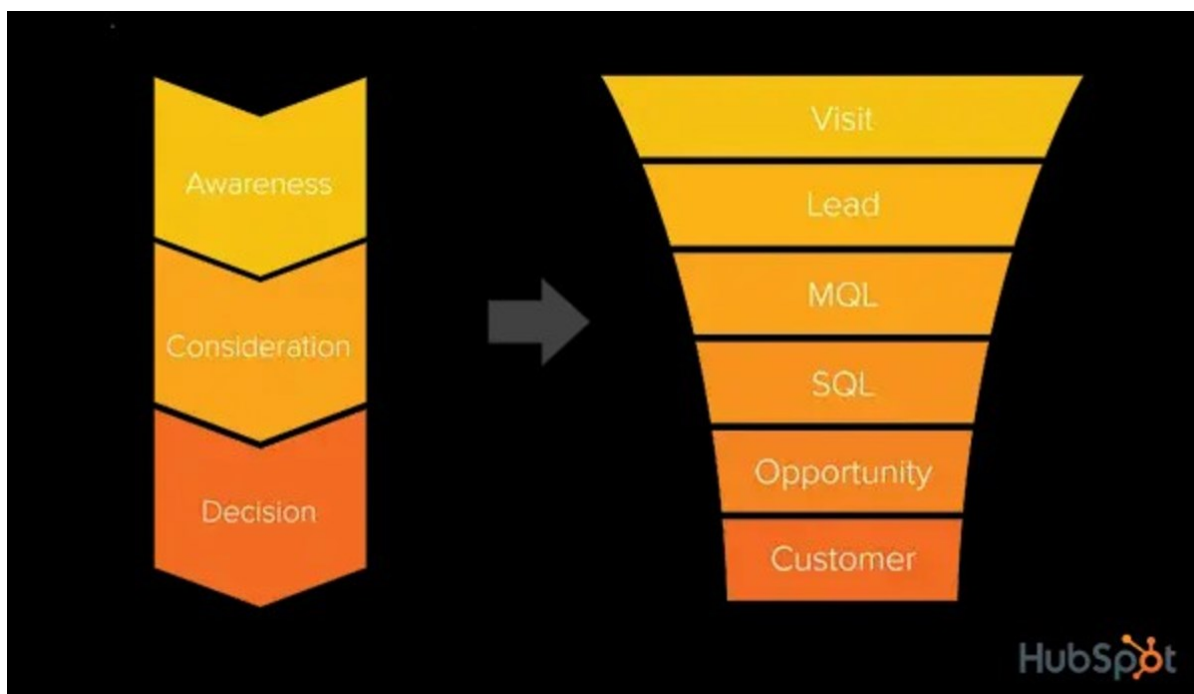 Awareness
Consideration
Decision
Visit
Lead
MQL
SQL
Opportunity
Customer
HubSpot